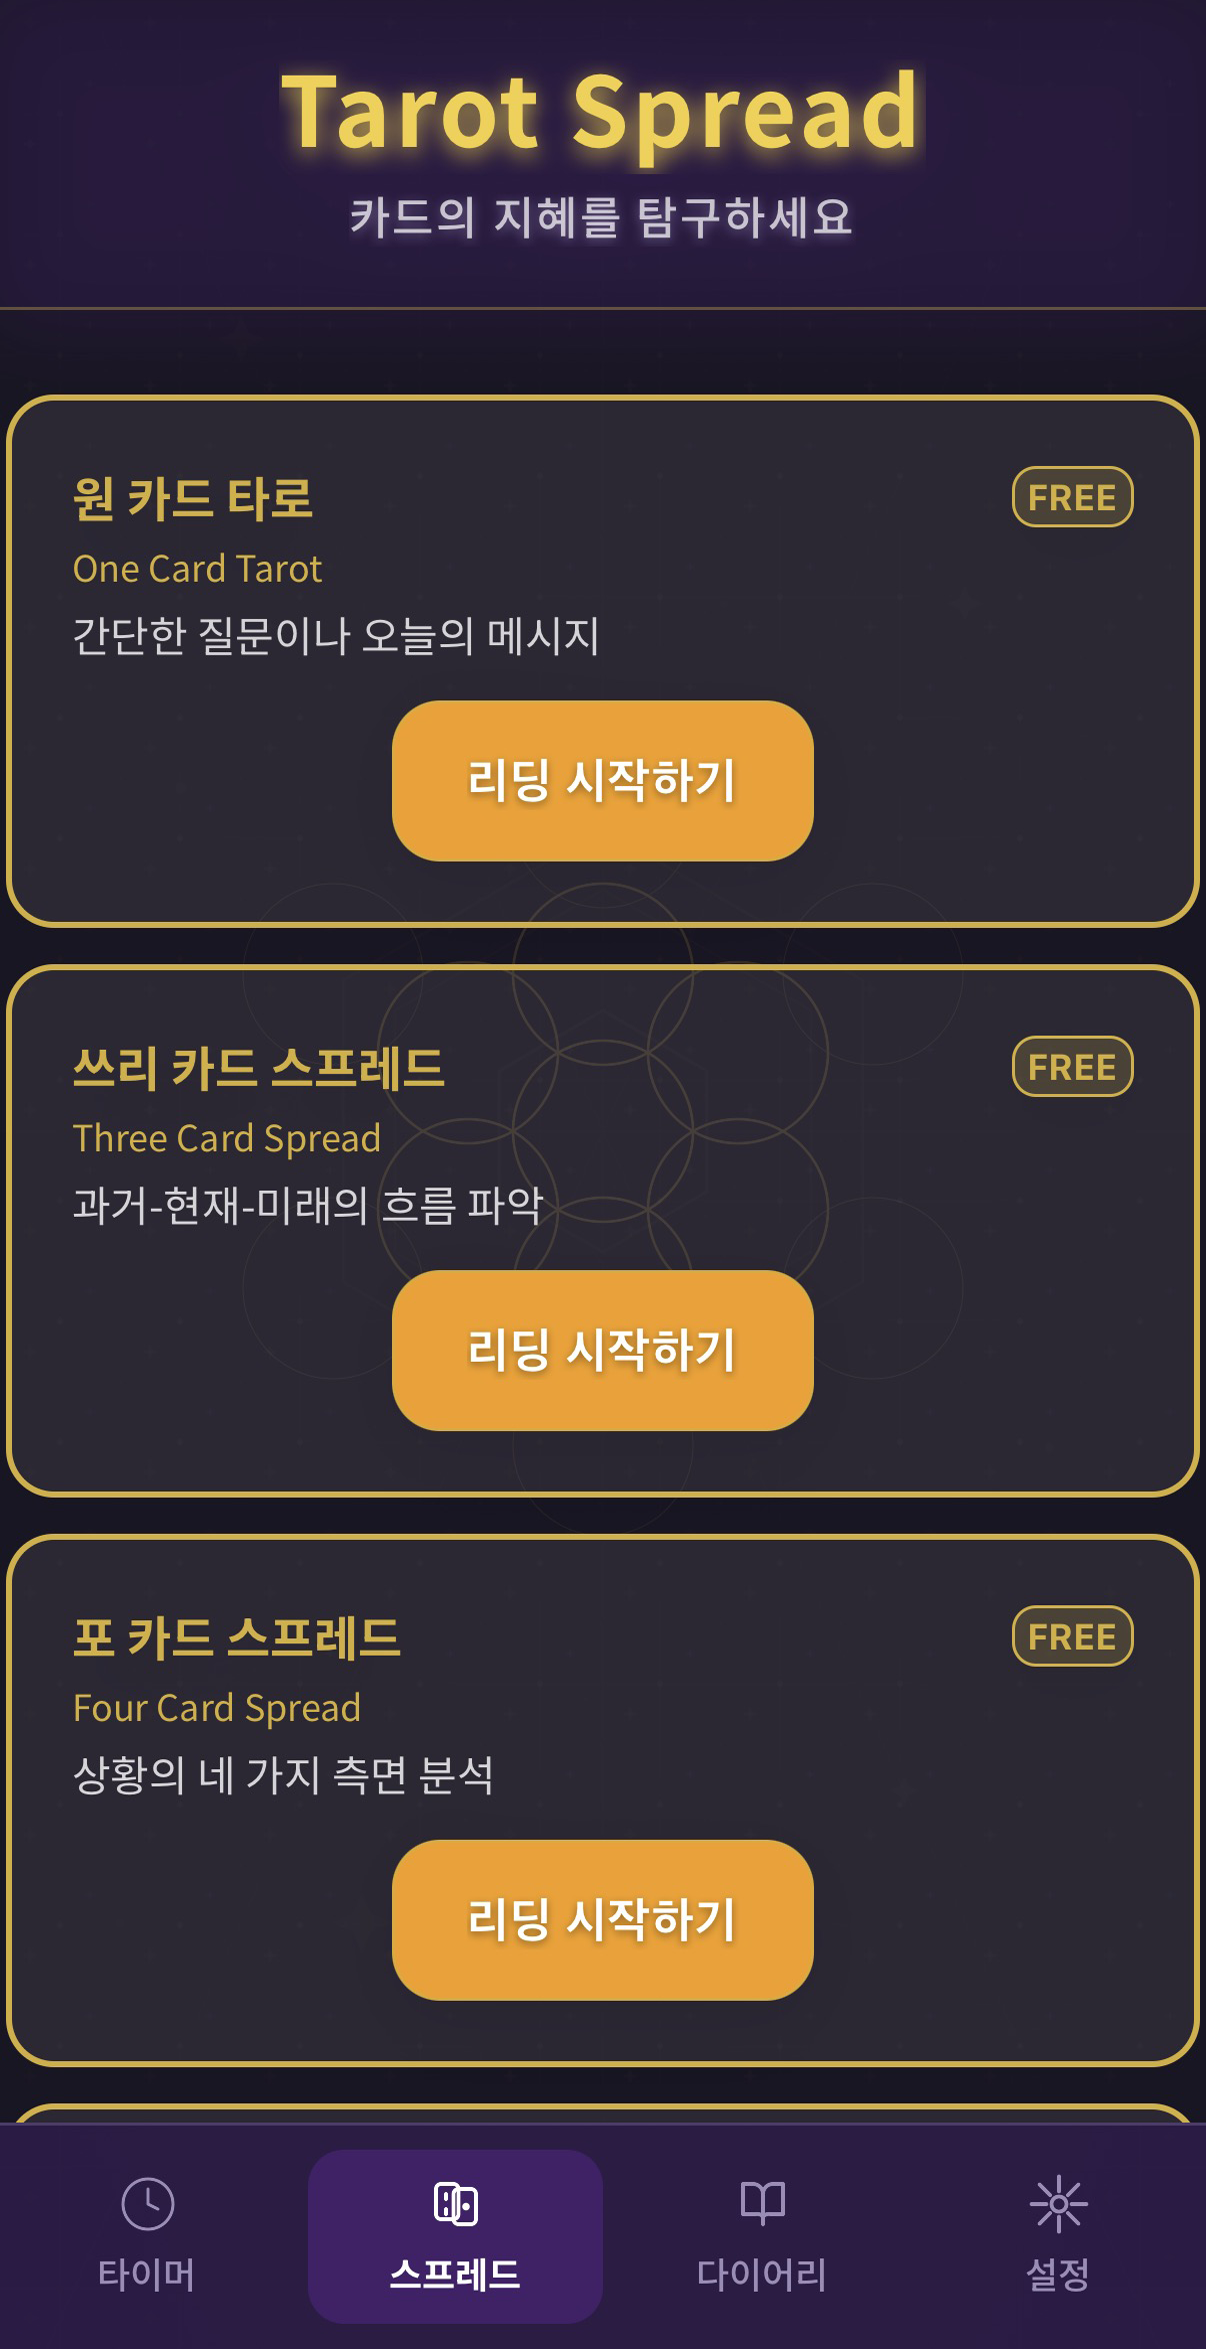 Tarot Spread
카드의 지혜를 탐구하세요
원 카드 타로
FREE
One Card Tarot
간단한 질문이나 오늘의 메시지
리딩 시작하기
쓰리 카드 스프레드
FREE
Three Card Spread
과거-현재-미래의 흐름 파악
리딩 시작하기
포 카드 스프레드
FREE
Four Card Spread
상황의 네 가지 측면 분석
리딩 시작하기
타이머
스프레드
다이어리
설정